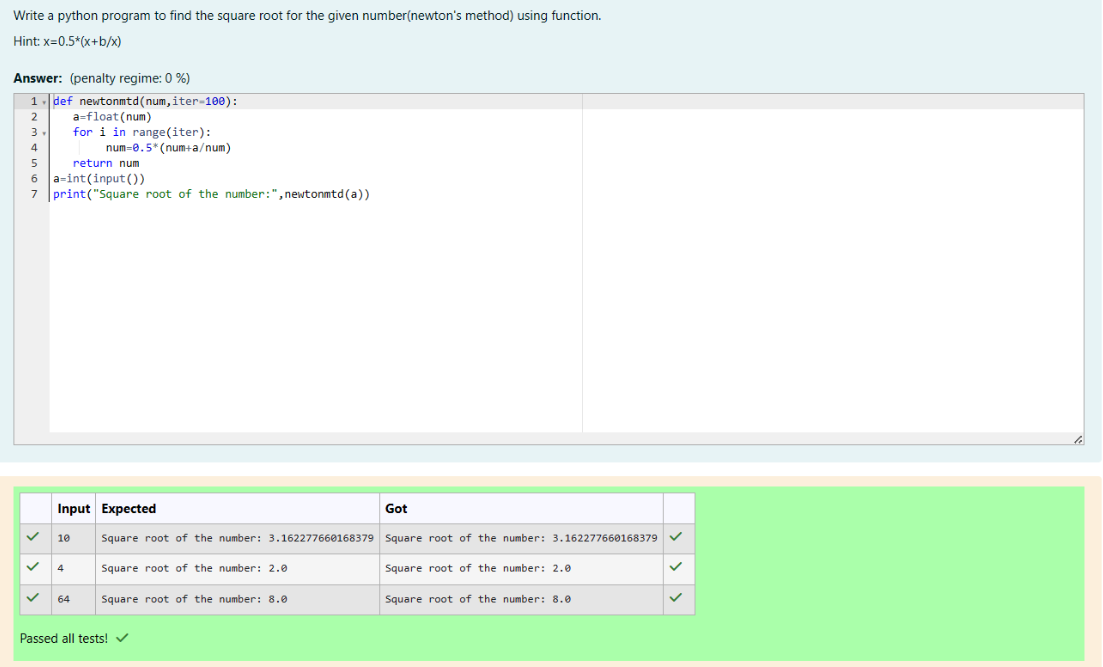 Write a python program to find the square root for the given number(newton's method) using function.
Hint: x=0.5*(x+b/x)
Answer: (penalty regime: 0 %)
1 def newtonmtd(num,iter=100):
2    a=float(num)
3    for i in range(iter):
4        num=0.5*(num+a/num)
5    return num
6 a=int(input())
7 print("Square root of the number:",newtonmtd(a))
Input Expected Got
10 Square root of the number: 3.162277660168379 Square root of the number: 3.162277660168379
4 Square root of the number: 2.0 Square root of the number: 2.0
64 Square root of the number: 8.0 Square root of the number: 8.0
Passed all tests!